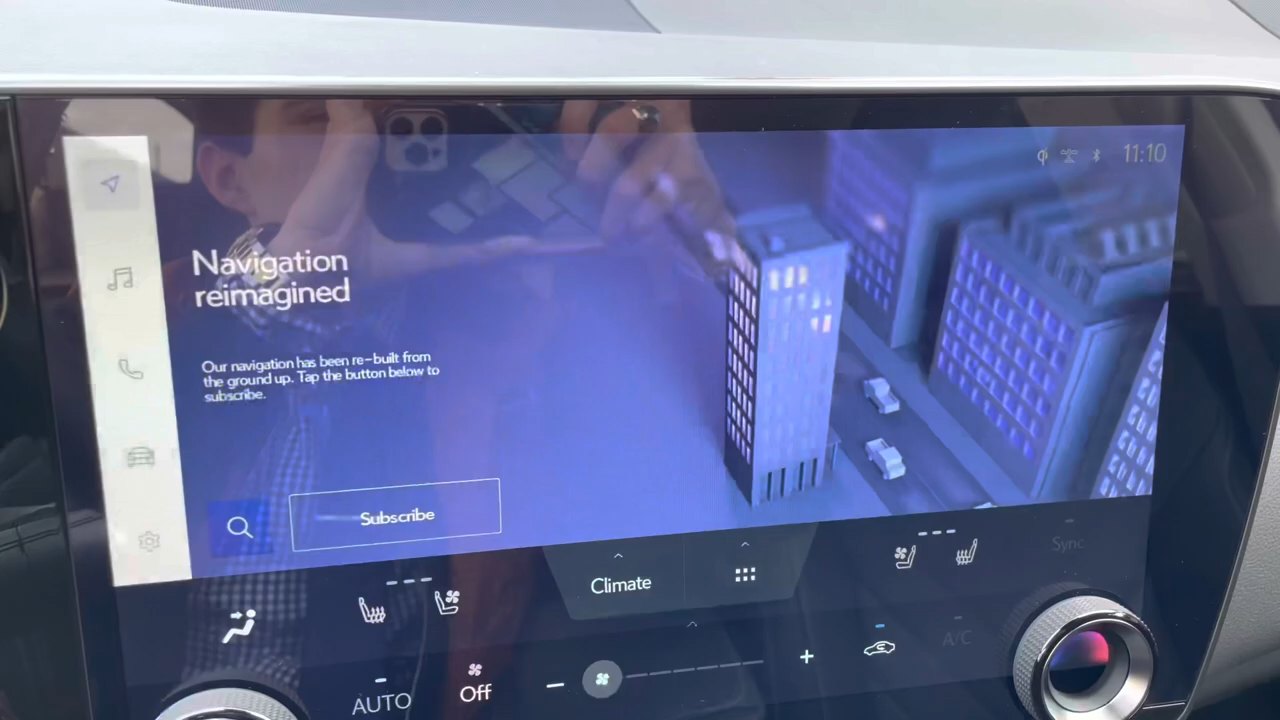 11:10
Navigation
reimagined
Our navigation has been re-built from
the ground up. Tap the button below to
subscribe.
Subscribe
Climate
Sync
A/C
AUTO
Off